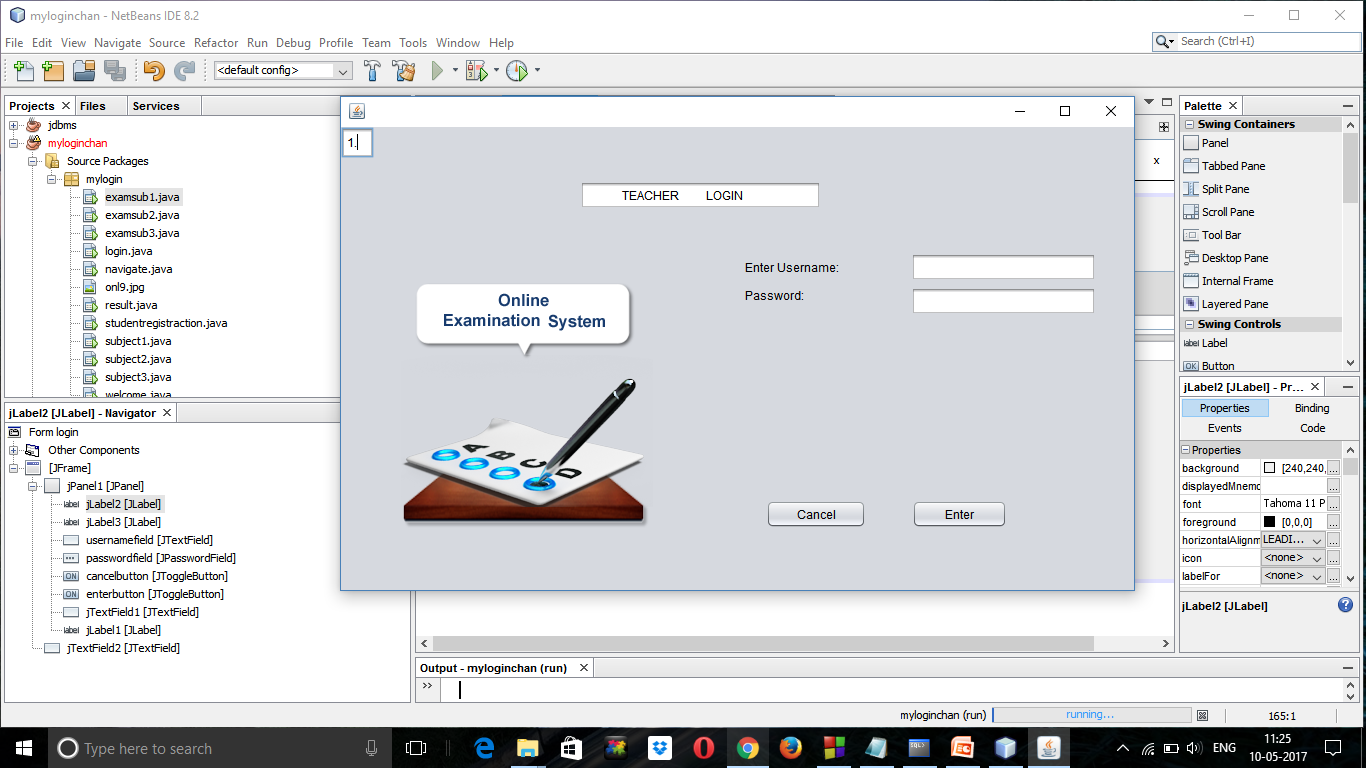 myloginchan - NetBeans IDE 8.2
File Edit View Navigate Source Refactor Run Debug Profile Team Tools Window Help
Search (Ctrl+I)
<default config>
Projects Files Services
jdbms
myloginchan
Source Packages
mylogin
examsub1.java
examsub2.java
examsub3.java
login.java
navigate.java
onl9.jpg
result.java
studentregistraction.java
subject1.java
subject2.java
subject3.java
welcome.java
jLabel2 [JLabel] - Navigator
Form login
Other Components
[JFrame]
jPanel1 [JPanel]
jLabel2 [JLabel]
jLabel3 [JLabel]
usernamefield [JTextField]
passwordfield [JPasswordField]
cancelbutton [JToggleButton]
enterbutton [JToggleButton]
jTextField1 [JTextField]
jLabel1 [JLabel]
jTextField2 [JTextField]
1.
TEACHER LOGIN
Enter Username:
Password:
Online
Examination System
A B C D
Cancel Enter
x
Output - myloginchan (run)
>>
Palette
Swing Containers
Panel
Tabbed Pane
Split Pane
Scroll Pane
Tool Bar
Desktop Pane
Internal Frame
Layered Pane
Swing Controls
label Label
OK Button
jLabel2 [JLabel] - Pr...
Properties Binding
Events Code
Properties
background [240,240, ...
displayedMnemo ...
font Tahoma 11 P ...
foreground [0,0,0] ...
horizontalAlignm LEADI... ...
icon <none> ...
labelFor <none> ...
jLabel2 [JLabel]
myloginchan (run) running... 165:1
Type here to search
SQL>
ENG
11:25
10-05-2017